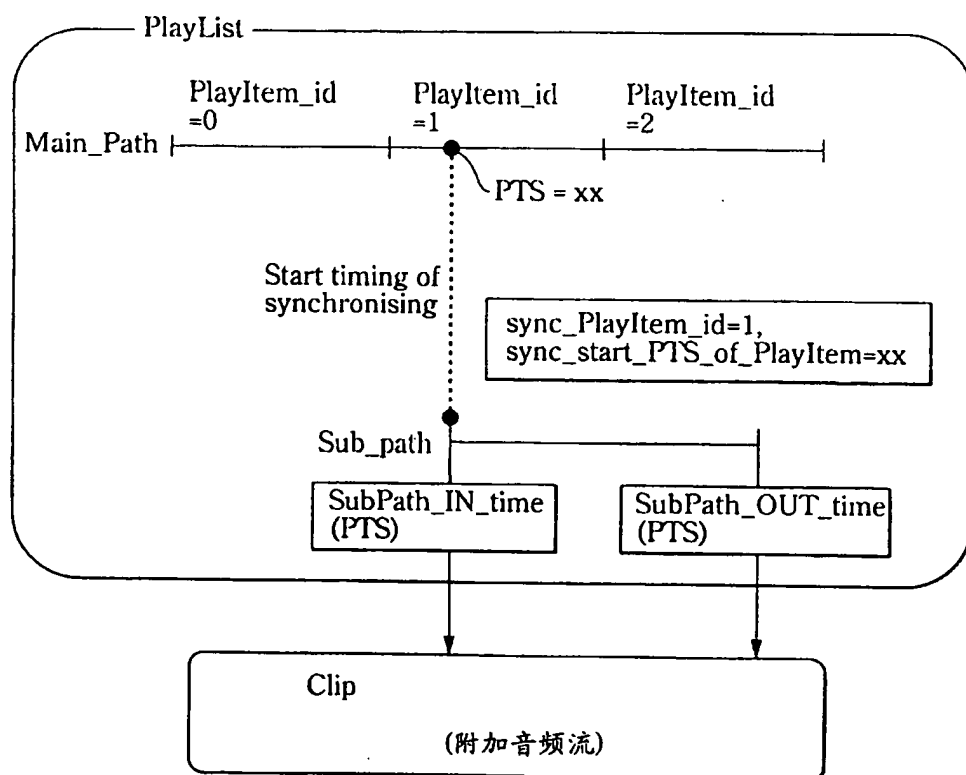 PlayList
PlayItem_id
=0
PlayItem_id
=1
PlayItem_id
=2
Main_Path
PTS = xx
Start timing of
synchronising
sync_PlayItem_id=1,
sync_start_PTS_of_PlayItem=xx
Sub_path
SubPath_IN_time
(PTS)
SubPath_OUT_time
(PTS)
Clip
(附加音频流)